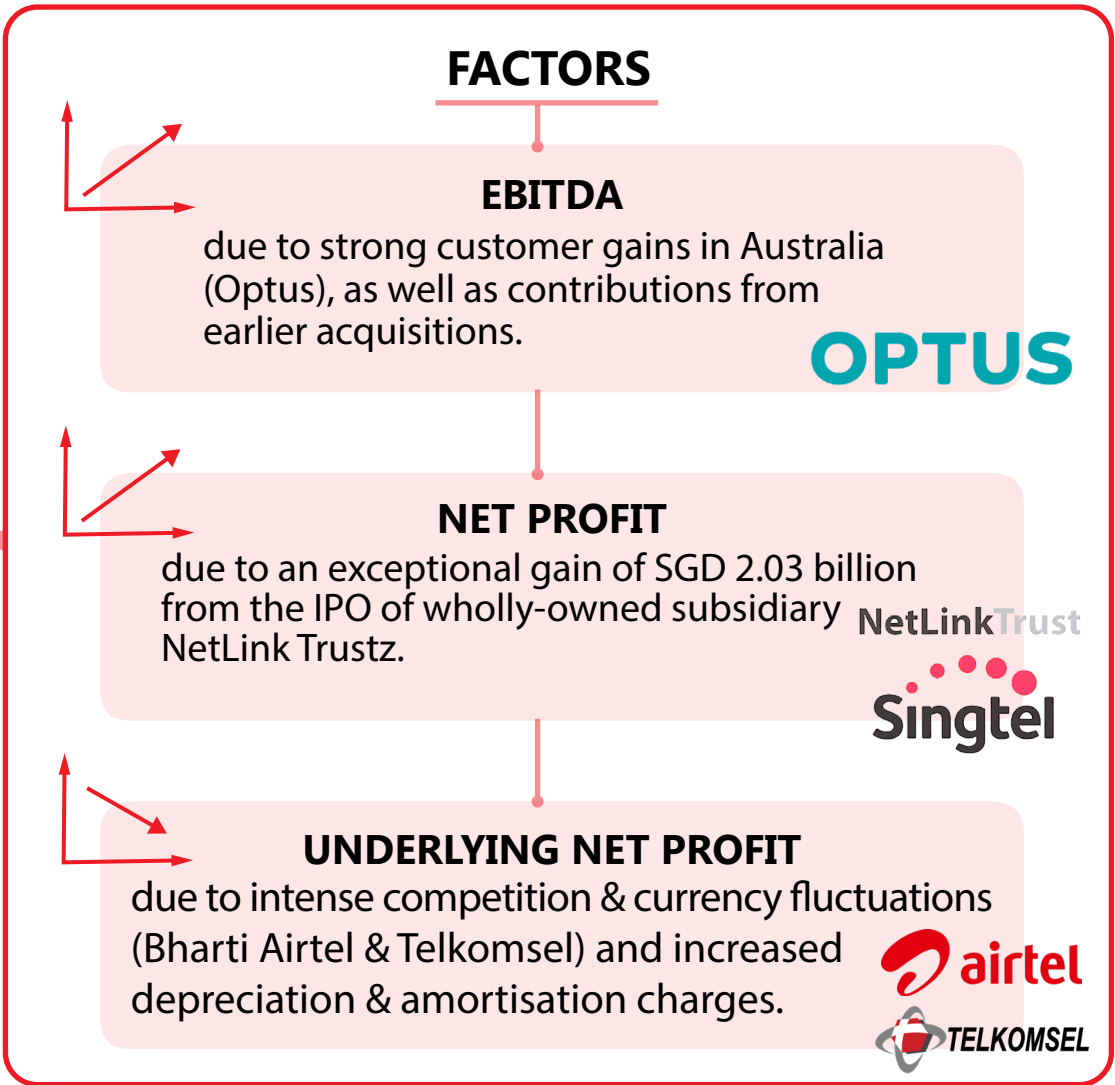 FACTORS
EBITDA
due to strong customer gains in Australia
(Optus), as well as contributions from
earlier acquisitions.
OPTUS
NET PROFIT
due to an exceptional gain of SGD 2.03 billion
from the IPO of wholly-owned subsidiary
NetLink Trustz.
NetLinkTrust
Singtel
UNDERLYING NET PROFIT
due to intense competition & currency fluctuations
(Bharti Airtel & Telkomsel) and increased
depreciation & amortisation charges.
airtel
TELKOMSEL